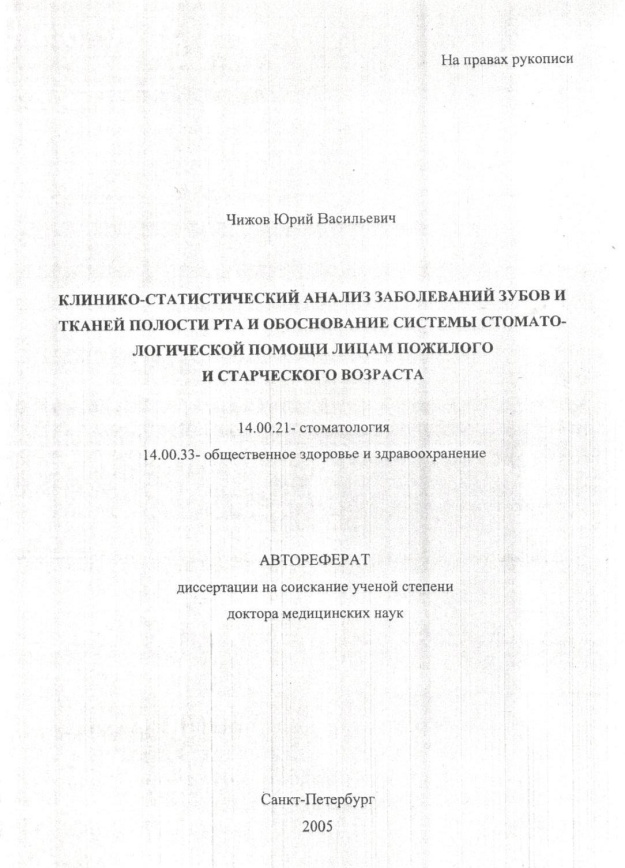 На правах рукописи
Чижов Юрий Васильевич
КЛИНИКО-СТАТИСТИЧЕСКИЙ АНАЛИЗ ЗАБОЛЕВАНИЙ ЗУБОВ И
ТКАНЕЙ ПОЛОСТИ РТА И ОБОСНОВАНИЕ СИСТЕМЫ СТОМАТО-
ЛОГИЧЕСКОЙ ПОМОЩИ ЛИЦАМ ПОЖИЛОГО
И СТАРЧЕСКОГО ВОЗРАСТА
14.00.21- стоматология
14.00.33- общественное здоровье и здравоохранение
АВТОРЕФЕРАТ
диссертации на соискание ученой степени
доктора медицинских наук
Санкт-Петербург
2005